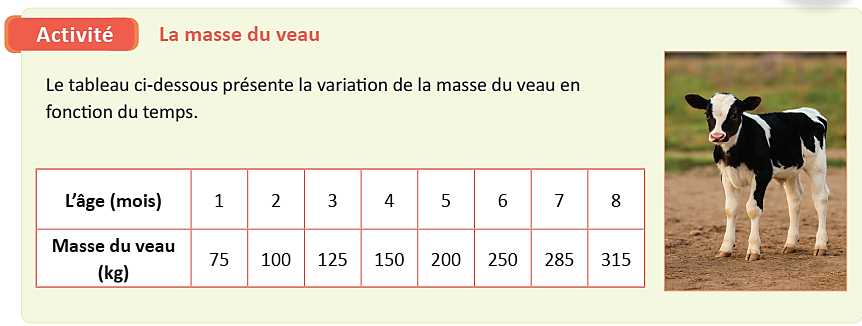 Activité La masse du veau
Le tableau ci-dessous présente la variation de la masse du veau en
fonction du temps.
L'âge (mois) 1 2 3 4 5 6 7 8
Masse du veau
(kg) 75 100 125 150 200 250 285 315